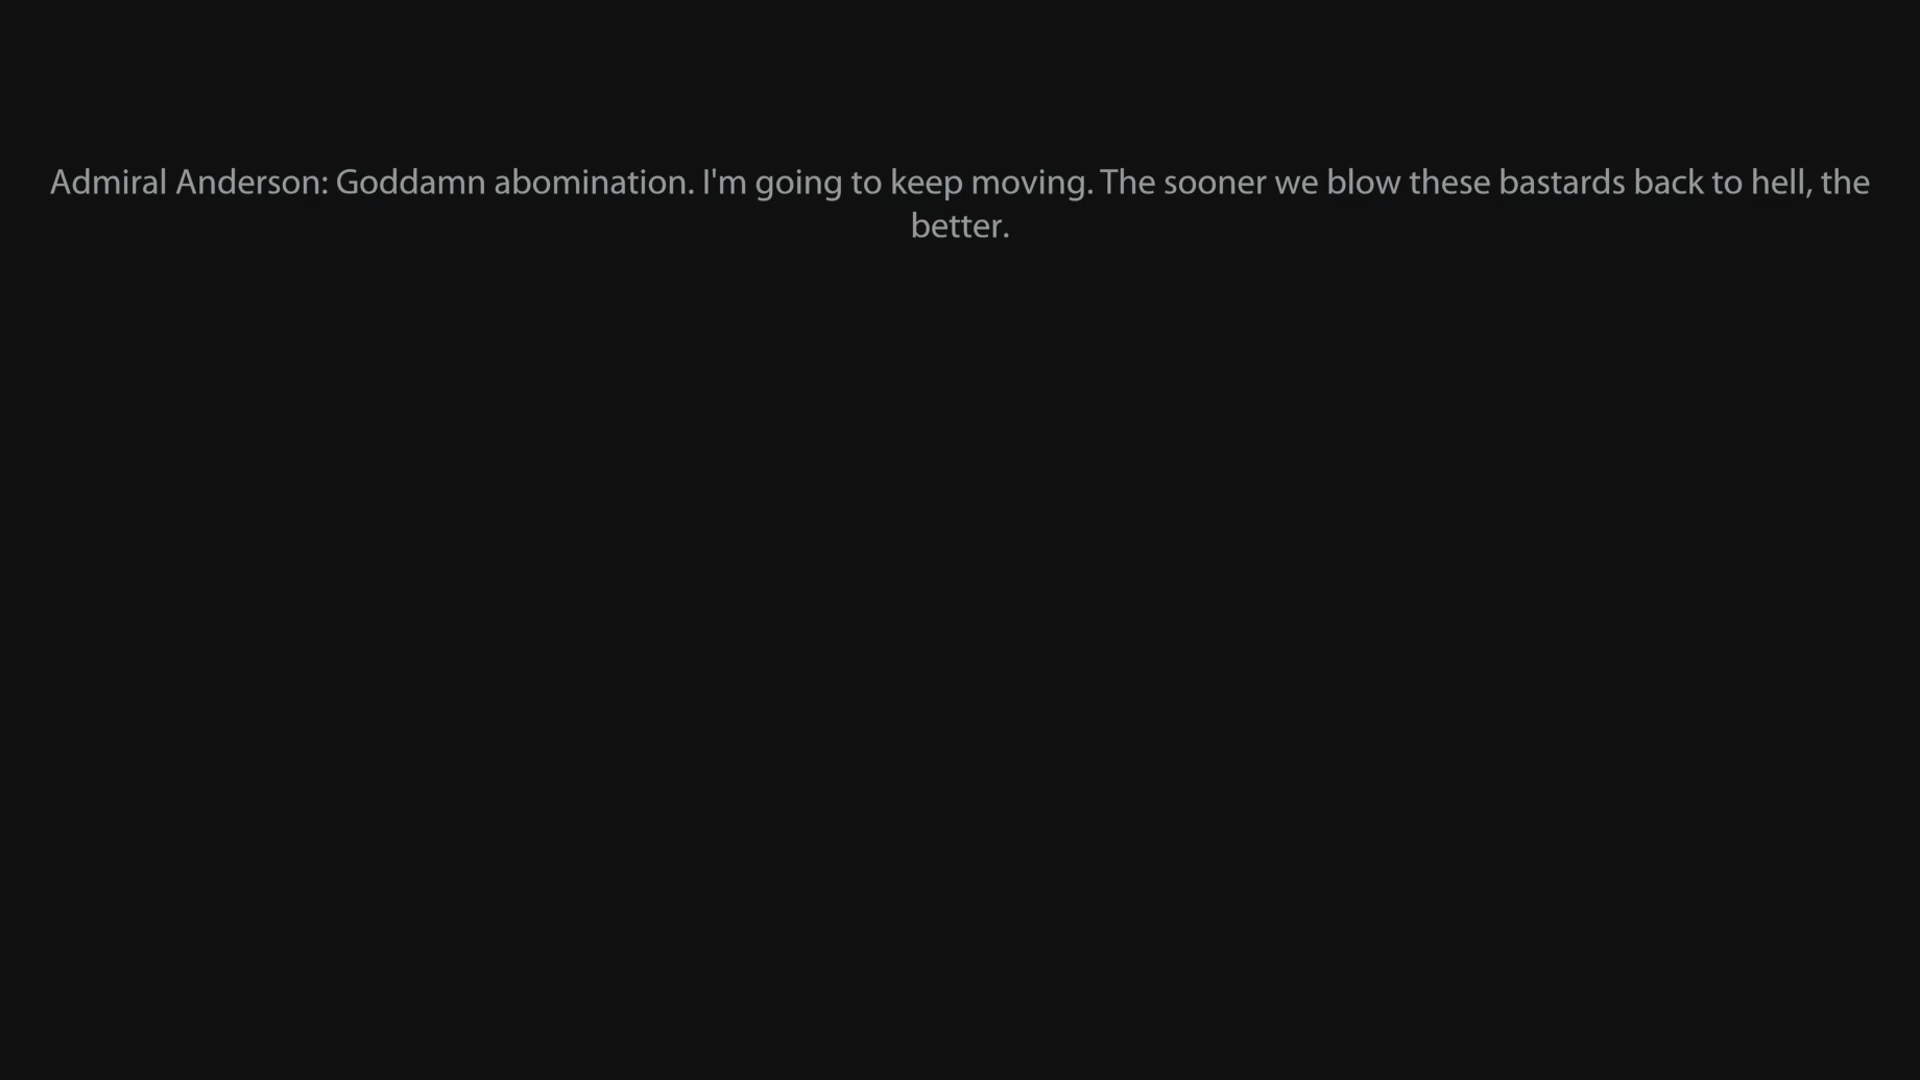 Admiral Anderson: Goddamn abomination. I'm going to keep moving. The sooner we blow these bastards back to hell, the
better.